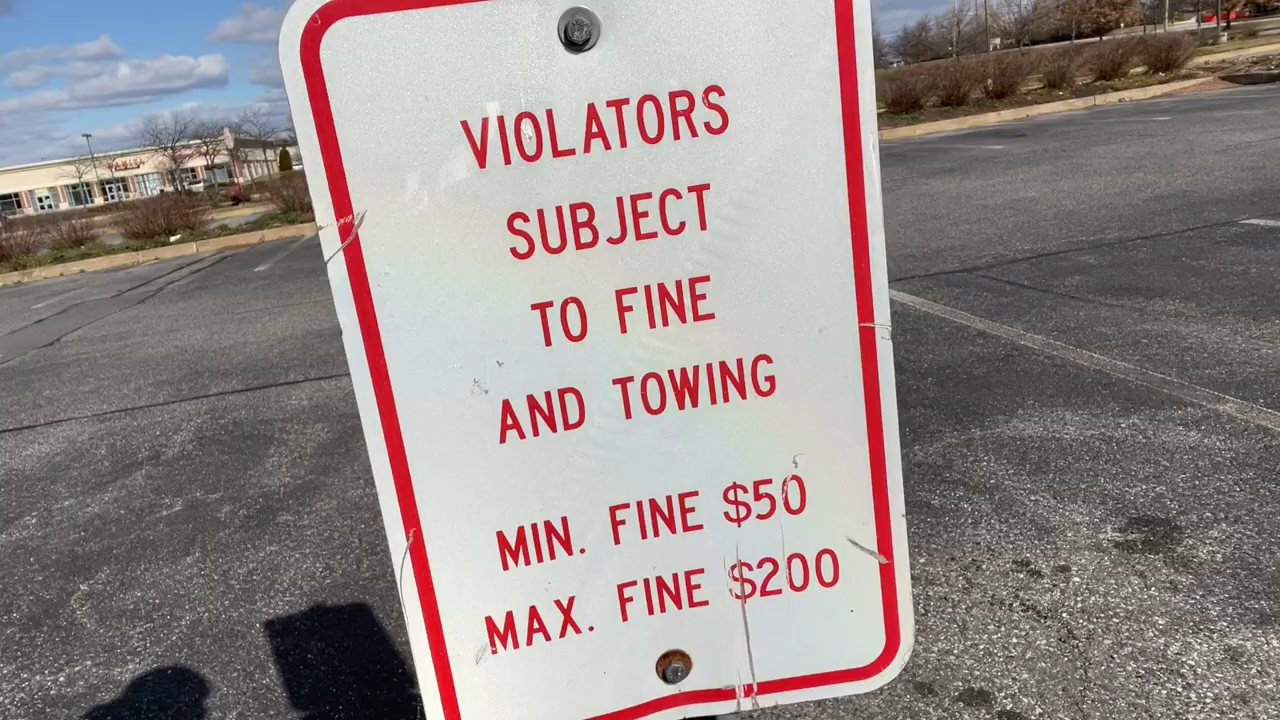 VIOLATORS
SUBJECT
TO FINE
AND TOWING
MIN. FINE $50
MAX. FINE $200